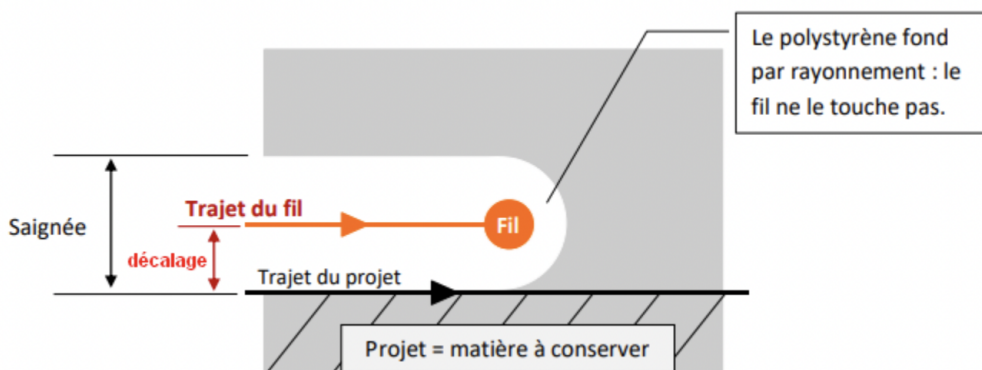 Le polystyrène fond
par rayonnement : le
fil ne le touche pas.
Trajet du fil
Saignée
Fil
décalage
Trajet du projet
Projet = matière à conserver